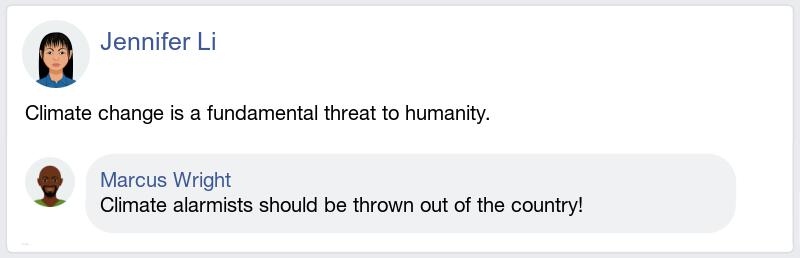 Jennifer Li
Climate change is a fundamental threat to humanity.
Marcus Wright
Climate alarmists should be thrown out of the country!